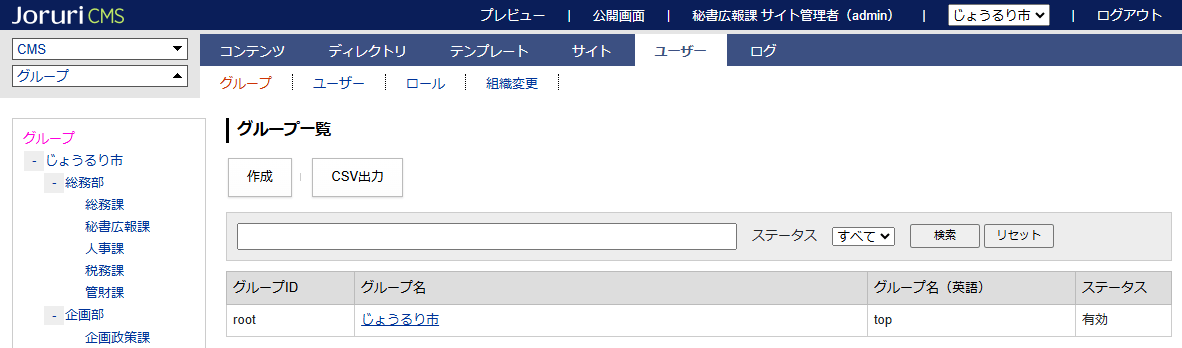 Joruri CMS プレビュー | 公開画面 | 秘書広報課 サイト管理者（admin） | じょうるり市 | ログアウト
CMS
グループ
コンテンツ ディレクトリ テンプレート サイト ユーザー ログ
グループ ユーザー ロール 組織変更
グループ
- じょうるり市
- 総務部
総務課
秘書広報課
人事課
税務課
管財課
- 企画部
企画政策課
グループ一覧
作成 | CSV出力
ステータス すべて 検索 リセット
グループID グループ名 グループ名（英語） ステータス
root じょうるり市 top 有効